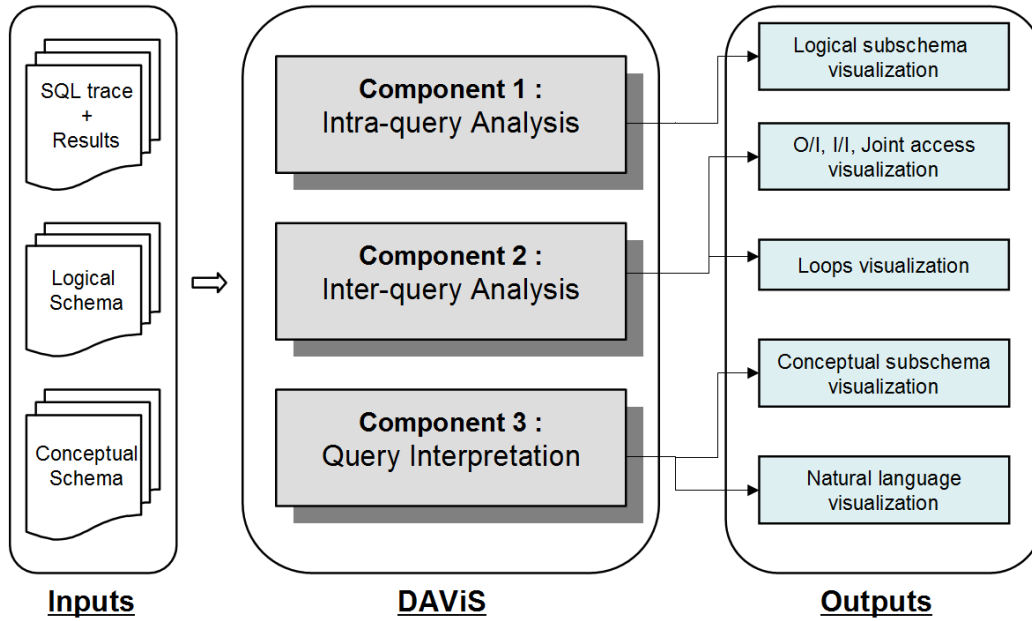 SQL trace
+
Results
Logical
Schema
Conceptual
Schema
Inputs
Component 1 :
Intra-query Analysis
Component 2 :
Inter-query Analysis
Component 3 :
Query Interpretation
DAViS
Logical subschema
visualization
O/I, I/I, Joint access
visualization
Loops visualization
Conceptual subschema
visualization
Natural language
visualization
Outputs